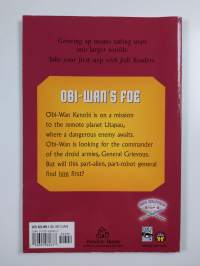 Growing up means taking steps
into larger worlds.
Take your first step with Jedi Readers.
OBI-WAN'S FOE
Obi-Wan Kenobi is on a mission
to the remote planet Utapau,
where a dangerous enemy awaits.
Obi-Wan is looking for the commander
of the droid armies, General Grievous.
But will this part-alien, part-robot general
find him first?